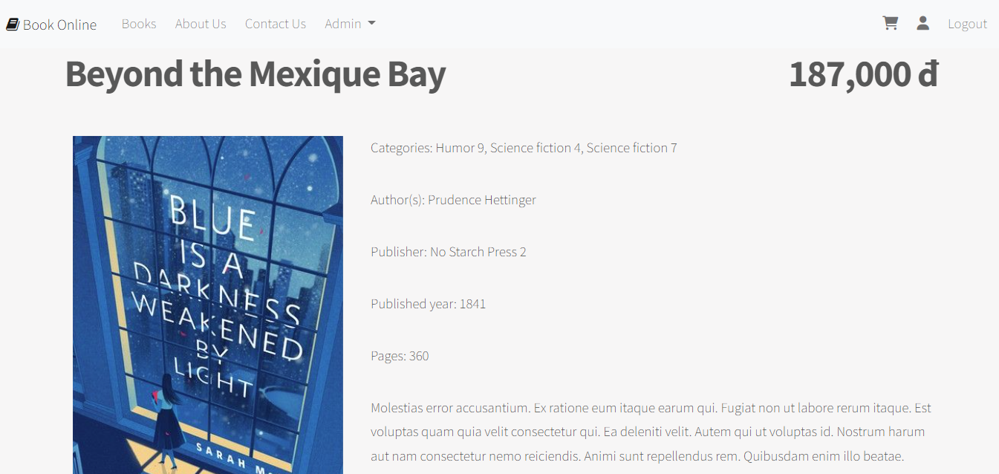 Book Online Books About Us Contact Us Admin Logout
Beyond the Mexique Bay 187,000 đ
BLUE
IS A
DARKNESS
WEAKENED
BY
LIGHT
SARAH
Categories: Humor 9, Science fiction 4, Science fiction 7
Author(s): Prudence Hettinger
Publisher: No Starch Press 2
Published year: 1841
Pages: 360
Molestias error accusantium. Ex ratione eum itaque earum qui. Fugiat non ut labore rerum itaque. Est
voluptas quam quia velit consectetur qui. Ea deleniti velit. Autem qui ut voluptas id. Nostrum harum
aut nam consectetur nemo reiciendis. Animi sunt repellendus rem. Quibusdam enim illo beatae.